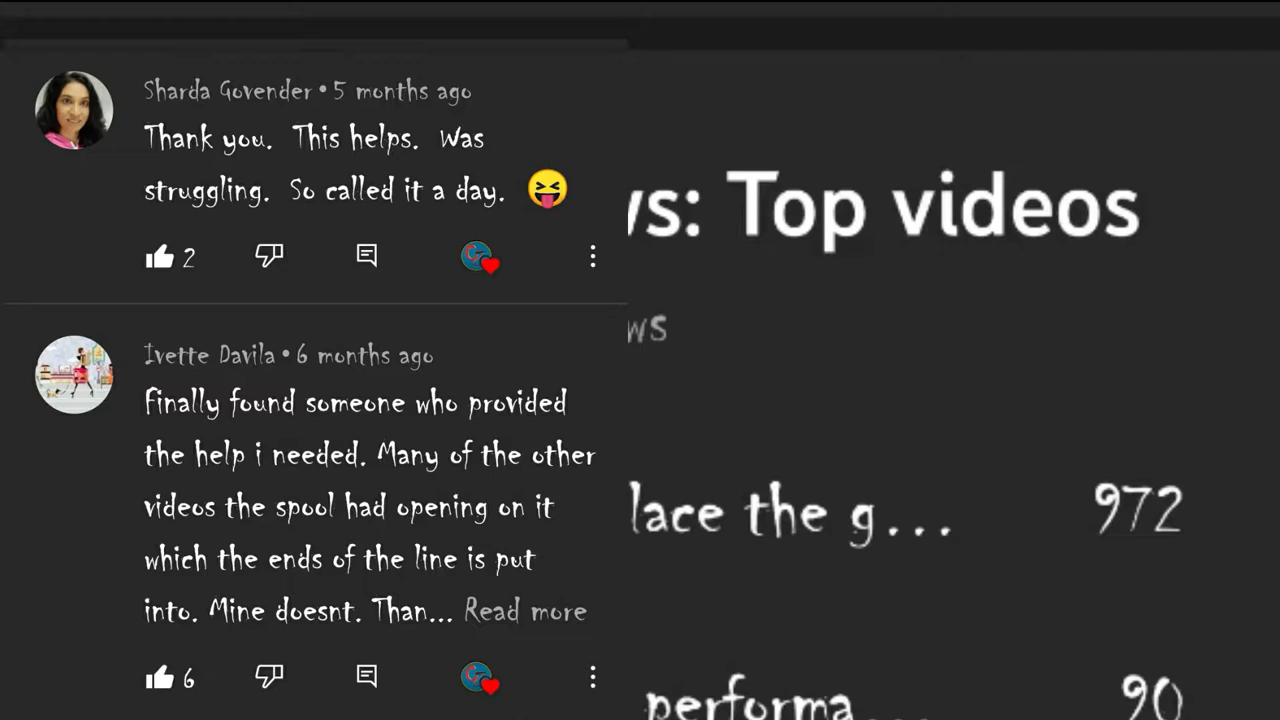 Sharda Govender • 5 months ago
Thank you. This helps. Was
struggling. So called it a day. 😝
2
Ivette Davila • 6 months ago
Finally found someone who provided
the help i needed. Many of the other
videos the spool had opening on it
which the ends of the line is put
into. Mine doesnt. Than... Read more
6
vs: Top videos
ws
lace the g... 972
performa... 90